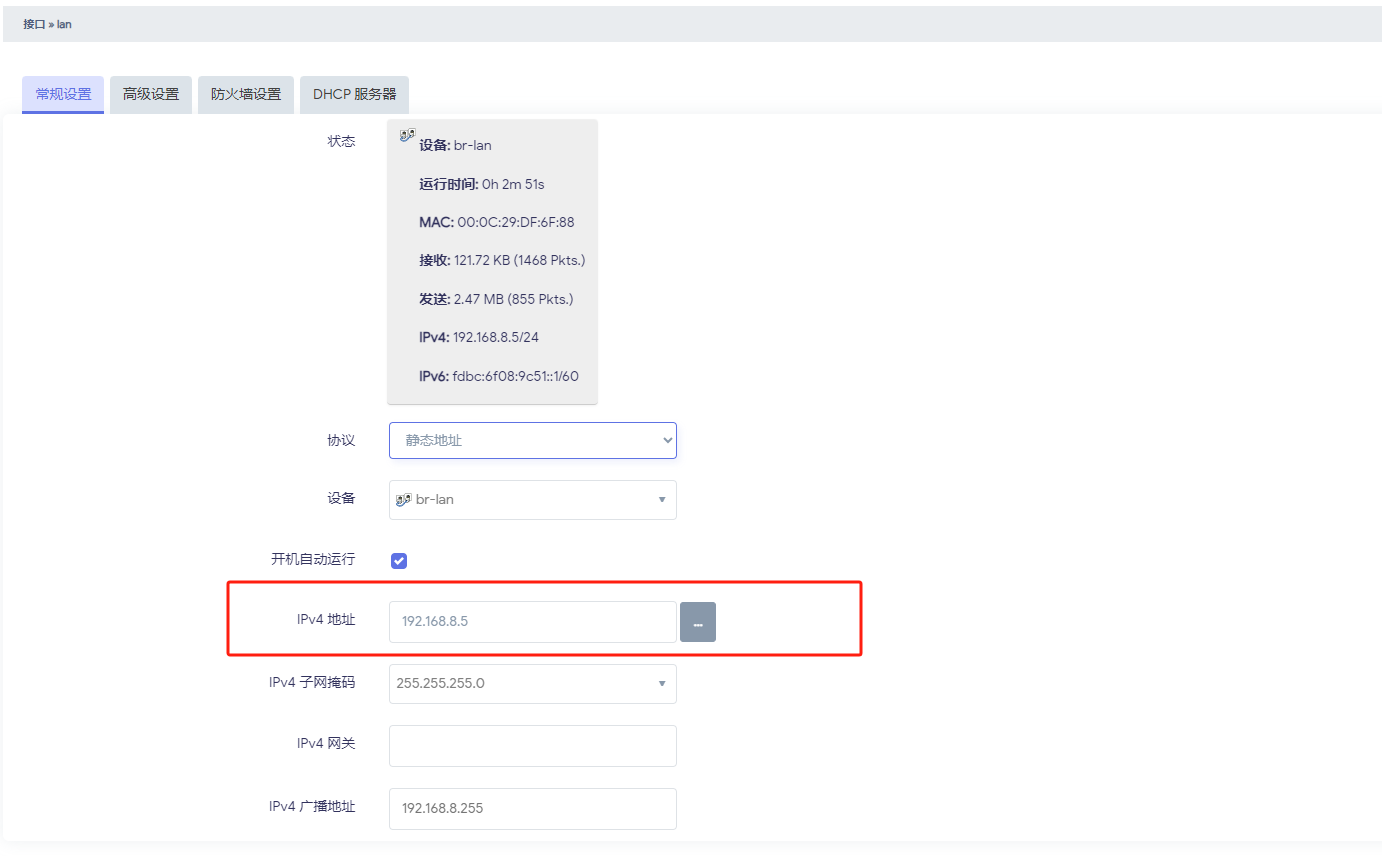 接口 » lan
常规设置 高级设置 防火墙设置 DHCP 服务器
状态
设备: br-lan
运行时间: 0h 2m 51s
MAC: 00:0C:29:DF:6F:88
接收: 121.72 KB (1468 Pkts.)
发送: 2.47 MB (855 Pkts.)
IPv4: 192.168.8.5/24
IPv6: fdbc:6f08:9c51::1/60
协议 静态地址
设备 br-lan
开机自动运行
IPv4 地址 192.168.8.5 ...
IPv4 子网掩码 255.255.255.0
IPv4 网关
IPv4 广播地址 192.168.8.255